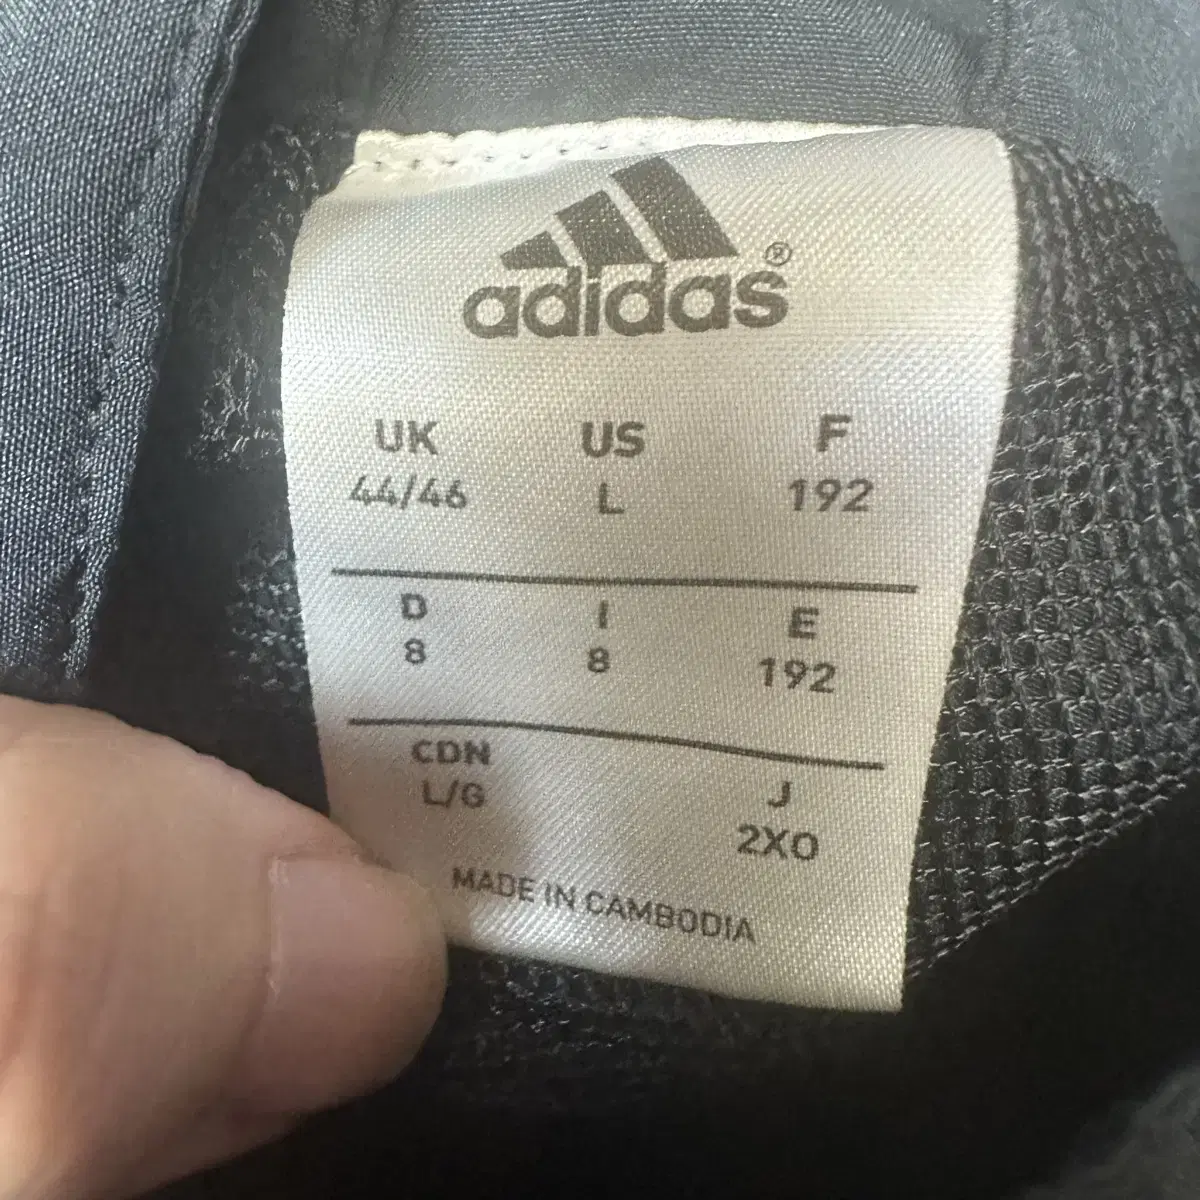 adidas®
UK US F
44/46 L 192
D I E
8 8 192
CDN J
L/G 2XO
MADE IN CAMBODIA